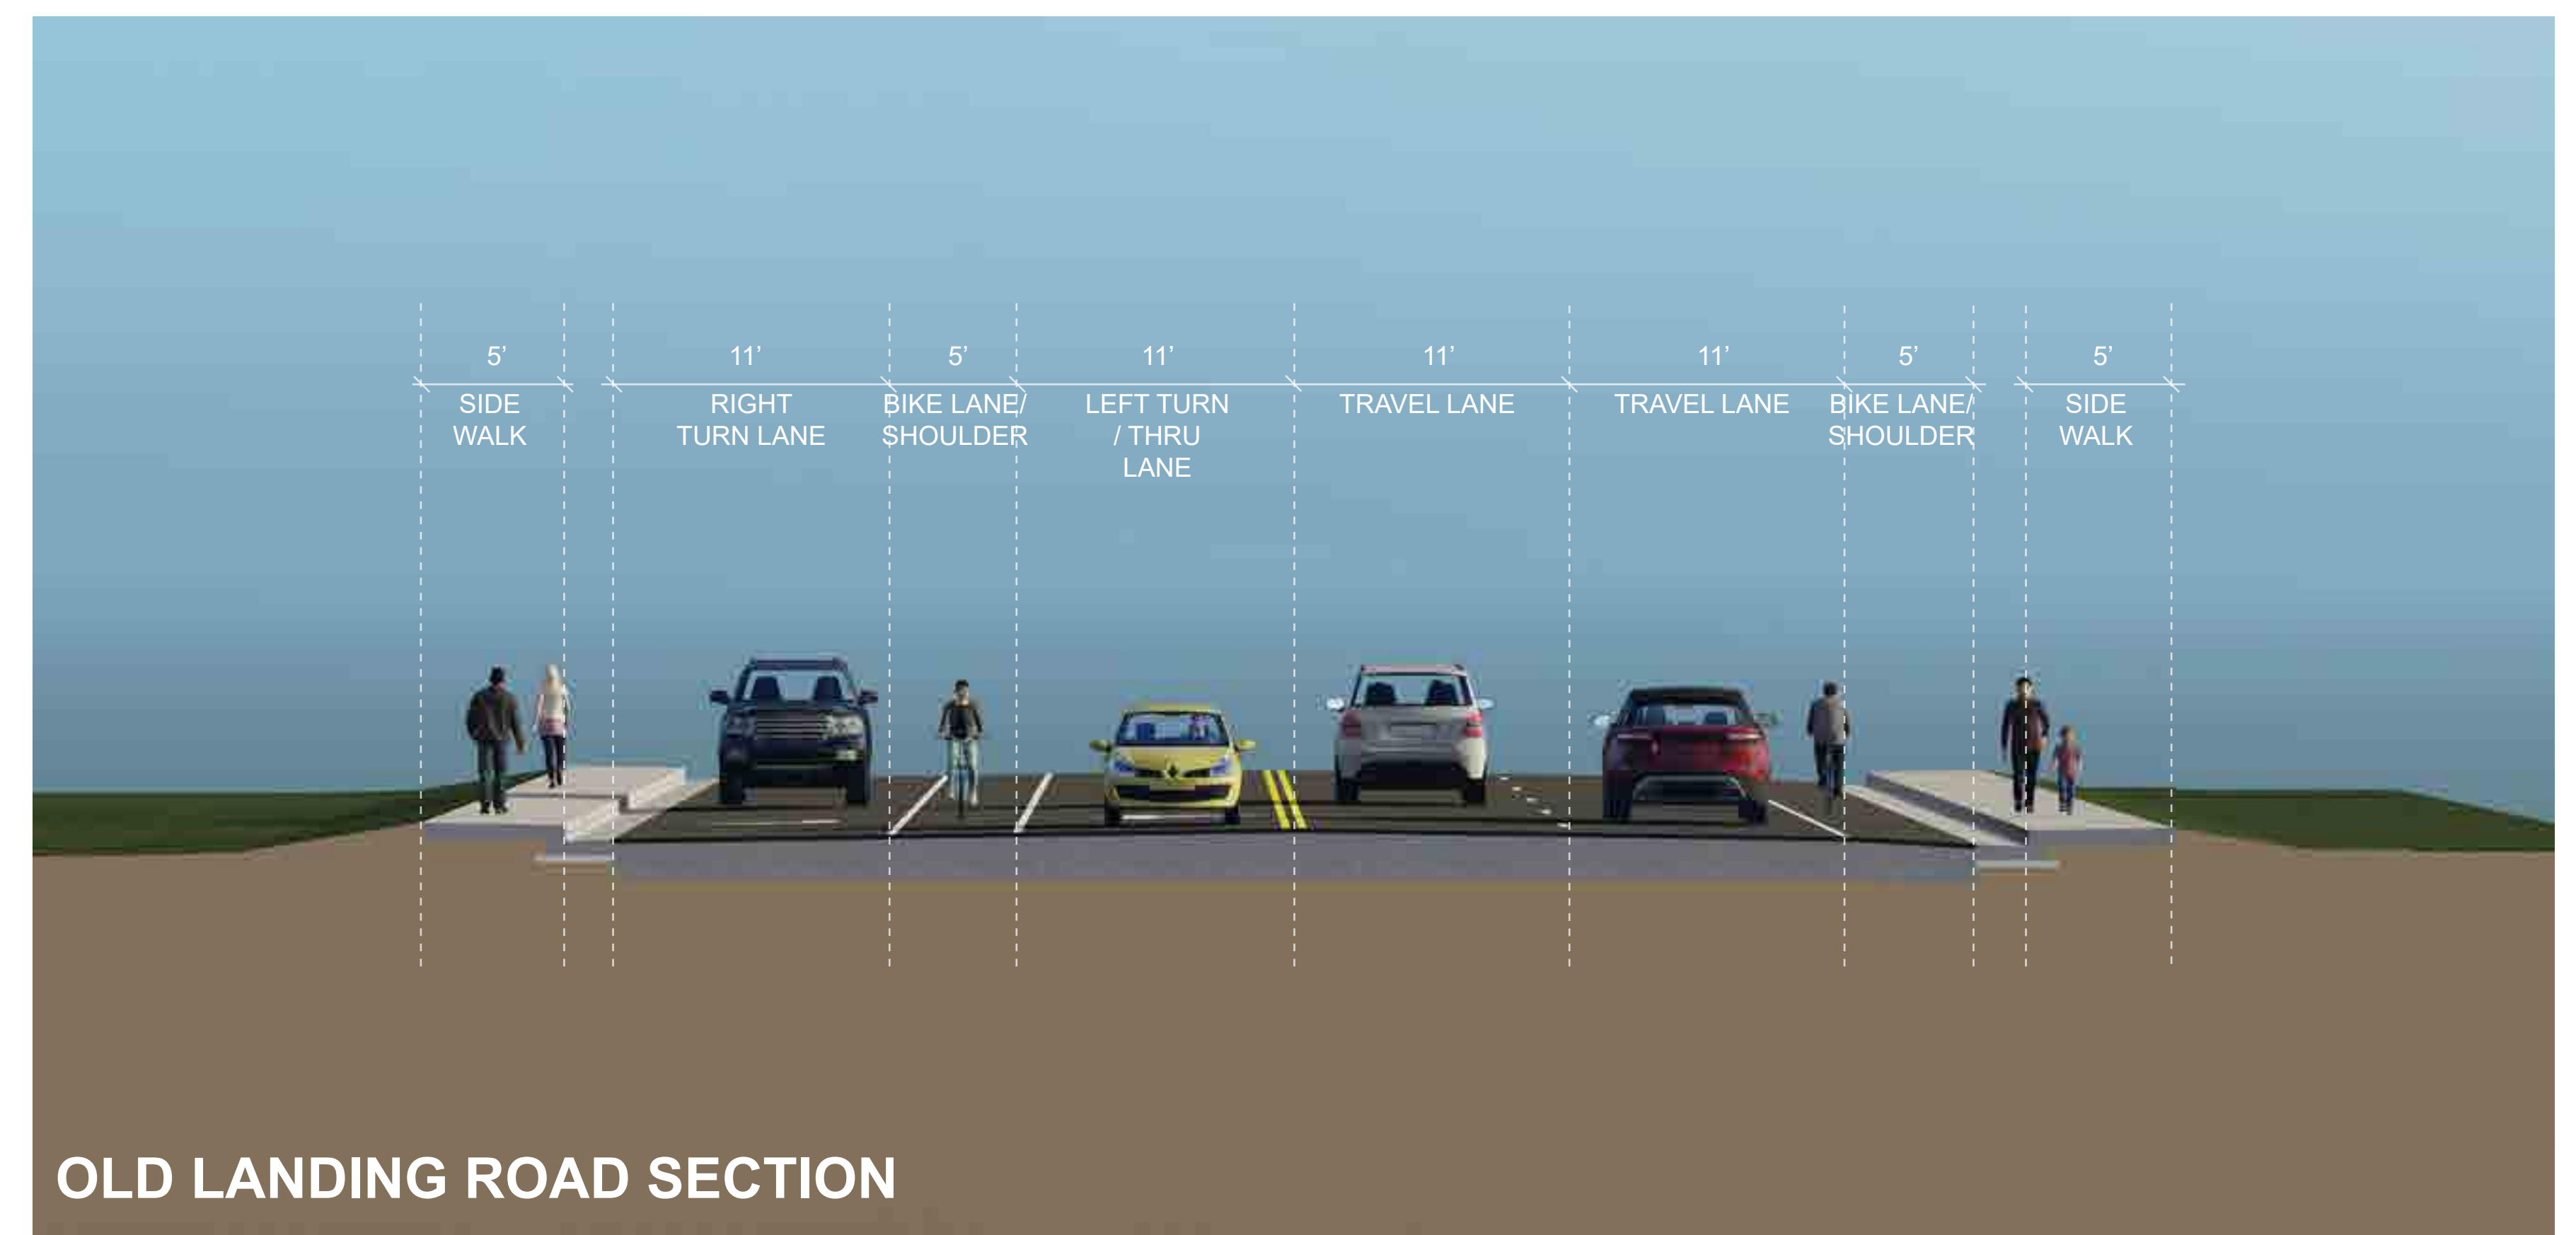 5’ 11’ 5’ 11’ 11’ 11’ 5’ 5’
SIDE
WALK
RIGHT
TURN LANE
BIKE LANE/
SHOULDER
LEFT TURN
/ THRU
LANE
TRAVEL LANE
TRAVEL LANE
BIKE LANE/
SHOULDER
SIDE
WALK
OLD LANDING ROAD SECTION